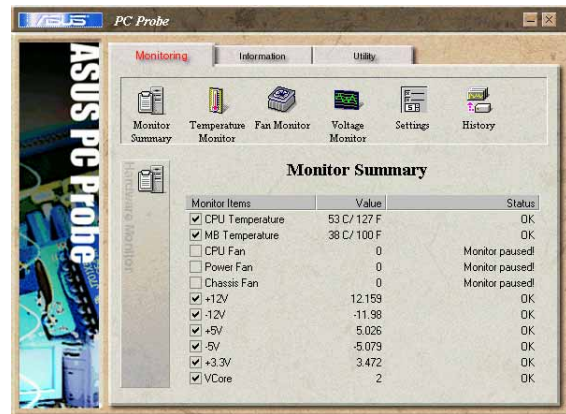 ASUS PC Probe
Monitoring Information Utility
Monitor Summary
Temperature Monitor
Fan Monitor
Voltage Monitor
Settings
History
ASUS PC Probe
Hardware Monitor
Monitor Summary
Monitor Items Value Status
CPU Temperature 53 C/ 127 F OK
MB Temperature 38 C/ 100 F OK
CPU Fan 0 Monitor paused!
Power Fan 0 Monitor paused!
Chassis Fan 0 Monitor paused!
+12V 12.159 OK
-12V -11.98 OK
+5V 5.026 OK
-5V -5.079 OK
+3.3V 3.472 OK
VCore 2 OK